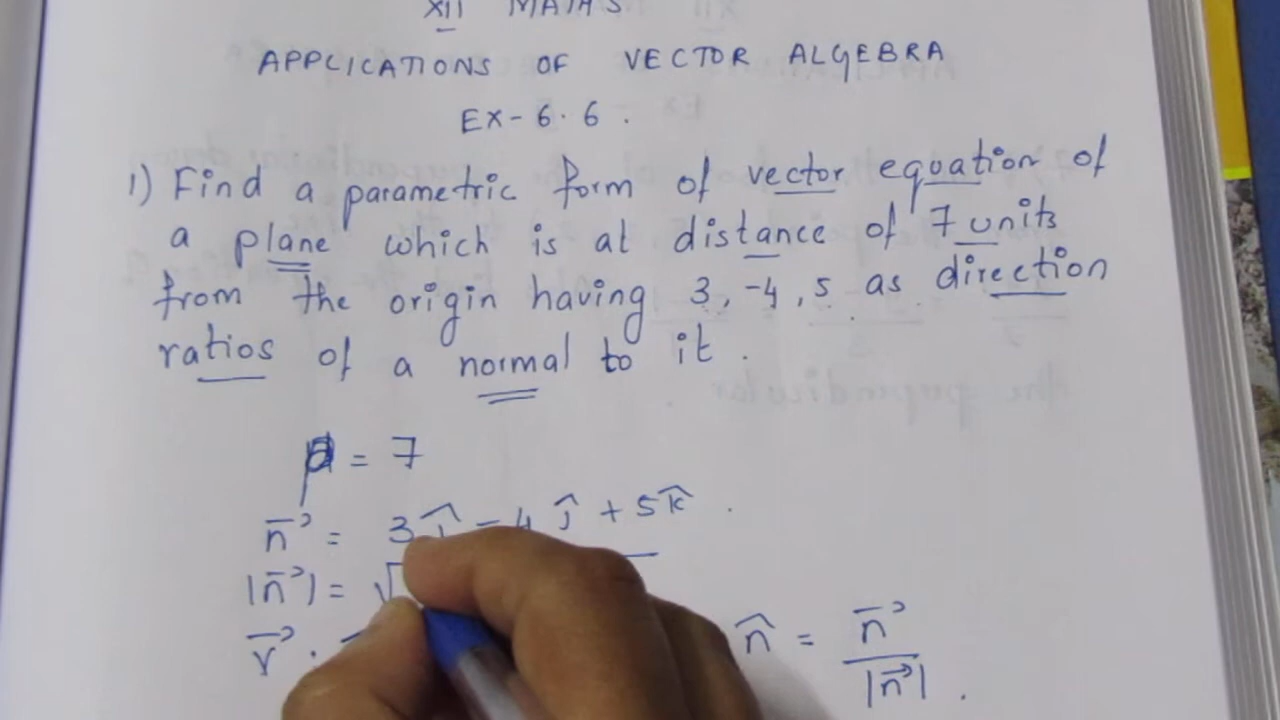 XII MATHS
APPLICATIONS OF VECTOR ALGEBRA
EX-6.6.
1) Find a parametric form of vector equation of
a plane which is at distance of 7 units
from the origin having 3, -4, 5 as direction
ratios of a normal to it.
p = 7
n⃗ = 3î - 4ĵ + 5k̂.
|n⃗| = √
r⃗ .
n̂ = n⃗ / |n⃗|.